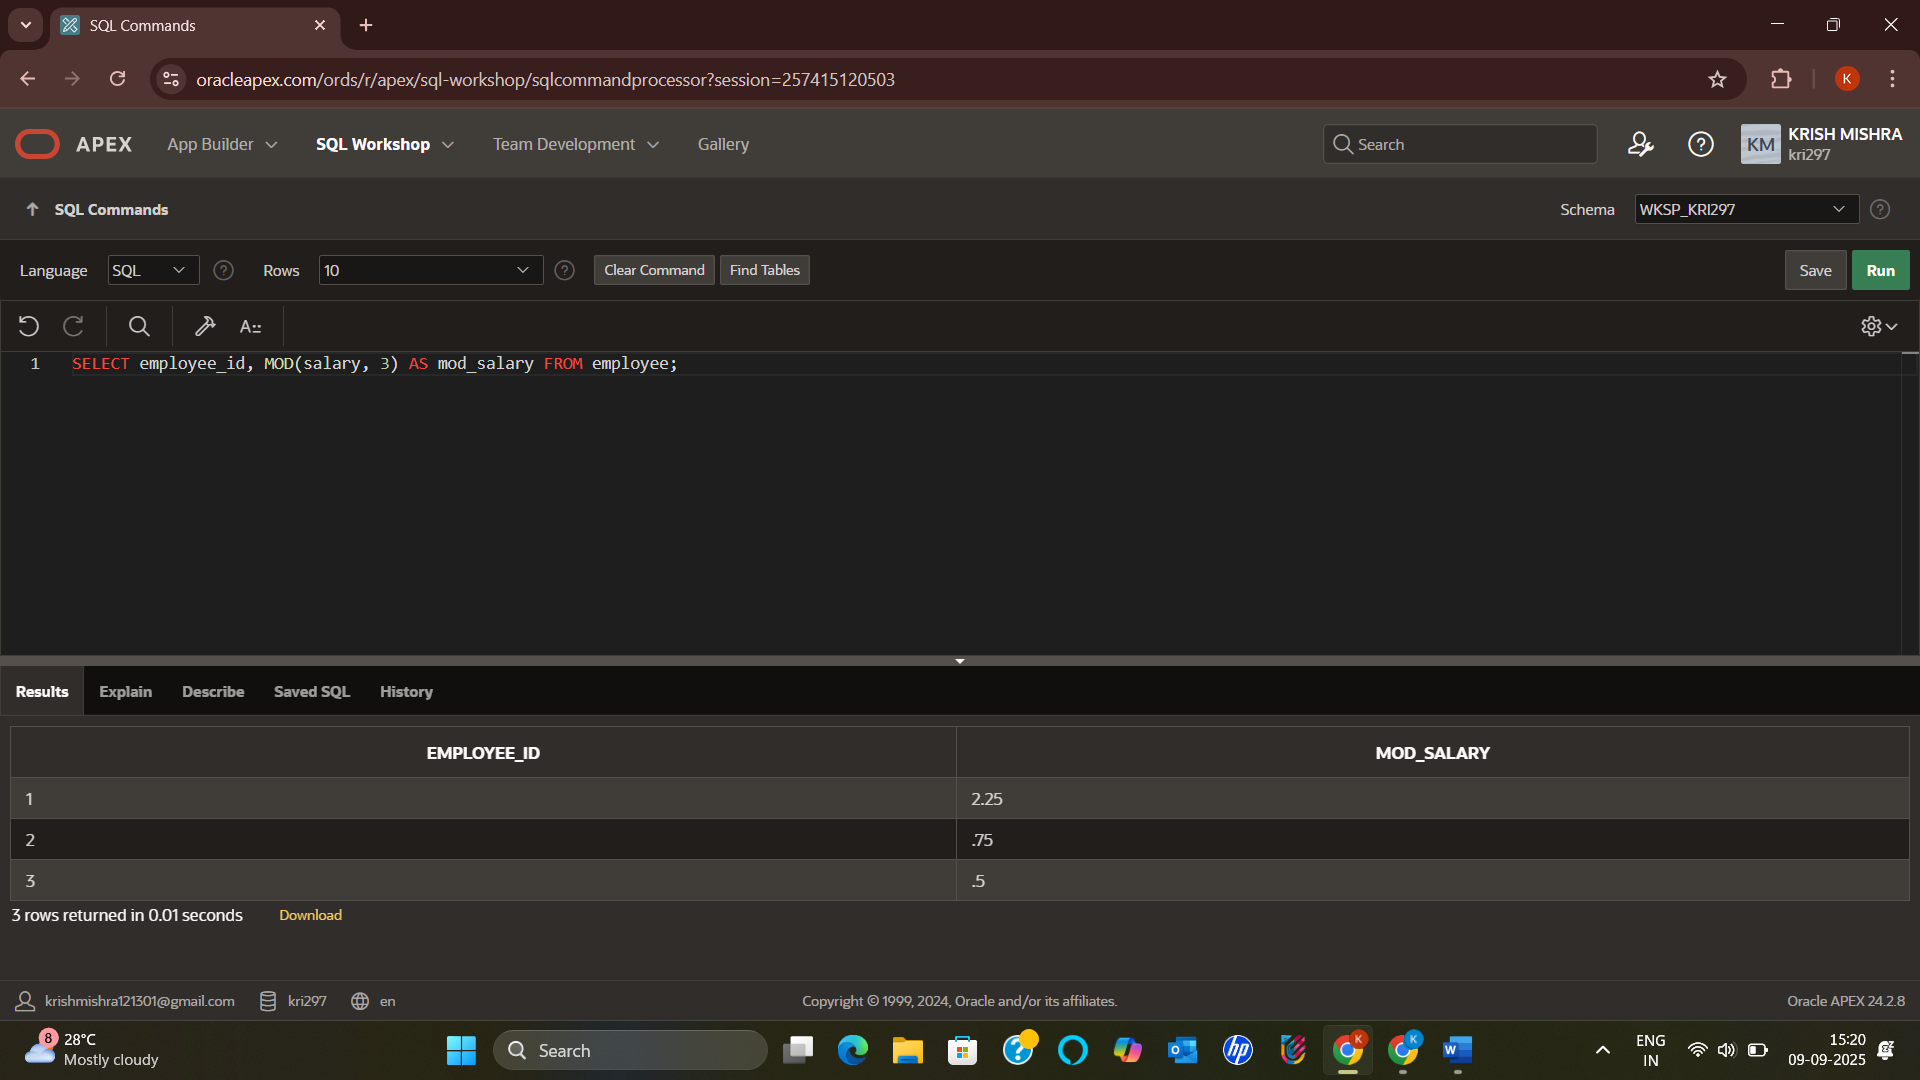 SQL Commands
oracleapex.com/ords/r/apex/sql-workshop/sqlcommandprocessor?session=257415120503
K
APEX
App Builder
SQL Workshop
Team Development
Gallery
Search
KM
KRISH MISHRA
kri297
SQL Commands
Schema
WKSP_KRI297
Language
SQL
Rows
10
Clear Command
Find Tables
Save
Run
1 SELECT employee_id, MOD(salary, 3) AS mod_salary FROM employee;
Results
Explain
Describe
Saved SQL
History
EMPLOYEE_ID MOD_SALARY
1 2.25
2 .75
3 .5
3 rows returned in 0.01 seconds
Download
krishmishra121301@gmail.com
kri297
en
Copyright © 1999, 2024, Oracle and/or its affiliates.
Oracle APEX 24.2.8
8
28°C
Mostly cloudy
Search
hp
K
K
W
ENG
IN
15:20
09-09-2025